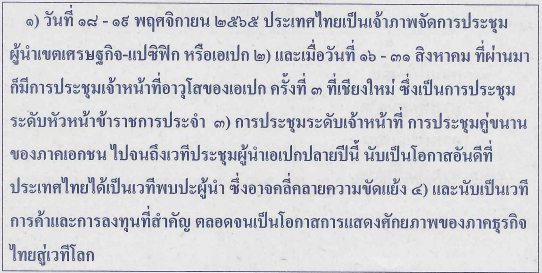 ๑) วันที่ ๑๘ - ๑๙ พฤศจิกายน ๒๕๖๕ ประเทศไทยเป็นเจ้าภาพจัดการประชุม
ผู้นำเขตเศรษฐกิจ-แปซิฟิก หรือเอเปก ๒) และเมื่อวันที่ ๑๖ - ๓๑ สิงหาคม ที่ผ่านมา
ก็มีการประชุมเจ้าหน้าที่อาวุโสของเอเปก ครั้งที่ ๓ ที่เชียงใหม่ ซึ่งเป็นการประชุม
ระดับหัวหน้าข้าราชการประจำ ๓) การประชุมระดับเจ้าหน้าที่ การประชุมคู่ขนาน
ของภาคเอกชน ไปจนถึงเวทีประชุมผู้นำเอเปกปลายปีนี้ นับเป็นโอกาสอันดีที่
ประเทศไทยได้เป็นเวทีพบปะผู้นำ ซึ่งอาจคลี่คลายความขัดแย้ง ๔) และนับเป็นเวที
การค้าและการลงทุนที่สำคัญ ตลอดจนเป็นโอกาสการแสดงศักยภาพของภาคธุรกิจ
ไทยสู่เวทีโลก